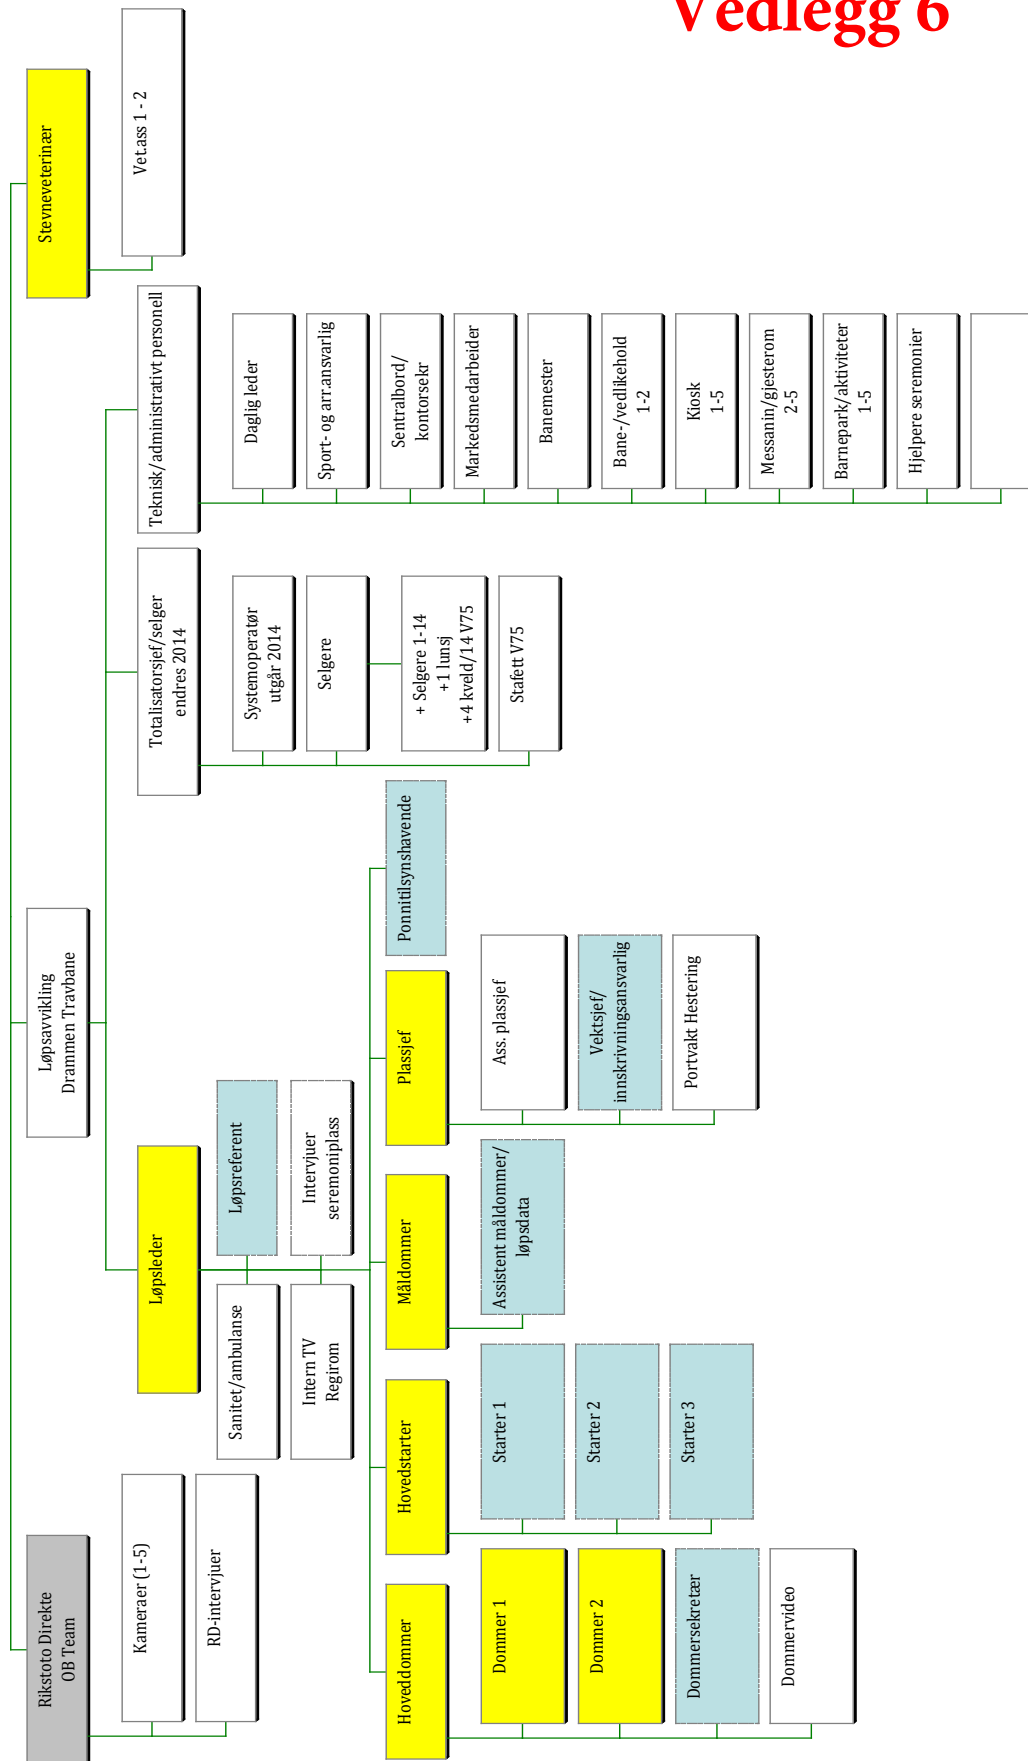 Vedlegg 6
Rikstoto Direkte
OB Team
Kameraer (1-5)
RD-intervjuer
Løpsavvikling
Drammen Travbane
Løpsleder
Sanitet/ambulanse
Løpsreferent
Intern TV
Regirom
Intervjuer
seremoniplass
Hoveddommer
Dommer 1
Dommer 2
Dommersekretær
Dommervideo
Hovedstarter
Starter 1
Starter 2
Starter 3
Måldommer
Assistent måldommer/
løpsdata
Plassjef
Ass. plassjef
Vektsjef/
innskrivningsansvarlig
Portvakt Hestering
Ponnitilsynshavende
Totalisatorsjef/selger
endres 2014
Systemoperatør
utgår 2014
Selgere
+ Selgere 1-14
+1 lunsj
+4 kveld/14 V75
Stafett V75
Teknisk/administrativt personell
Daglig leder
Sport- og arr.ansvarlig
Sentralbord/
kontorsekr
Markedsmedarbeider
Banemester
Bane-/vedlikehold
1-2
Kiosk
1-5
Messanin/gjesterom
2-5
Barnepark/aktiviteter
1-5
Hjelpere seremonier
Stevneveterinær
Vet.ass 1 - 2